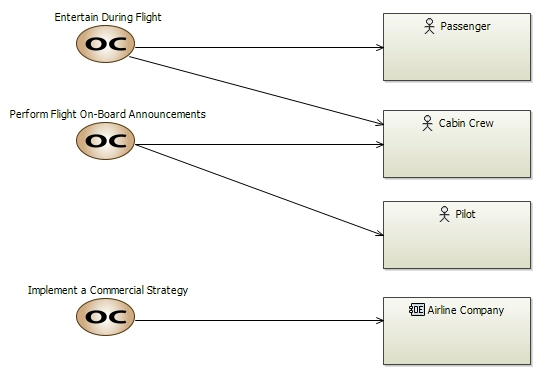 Entertain During Flight
OC
Passenger
Perform Flight On-Board Announcements
OC
Cabin Crew
Pilot
Implement a Commercial Strategy
OC
OE Airline Company